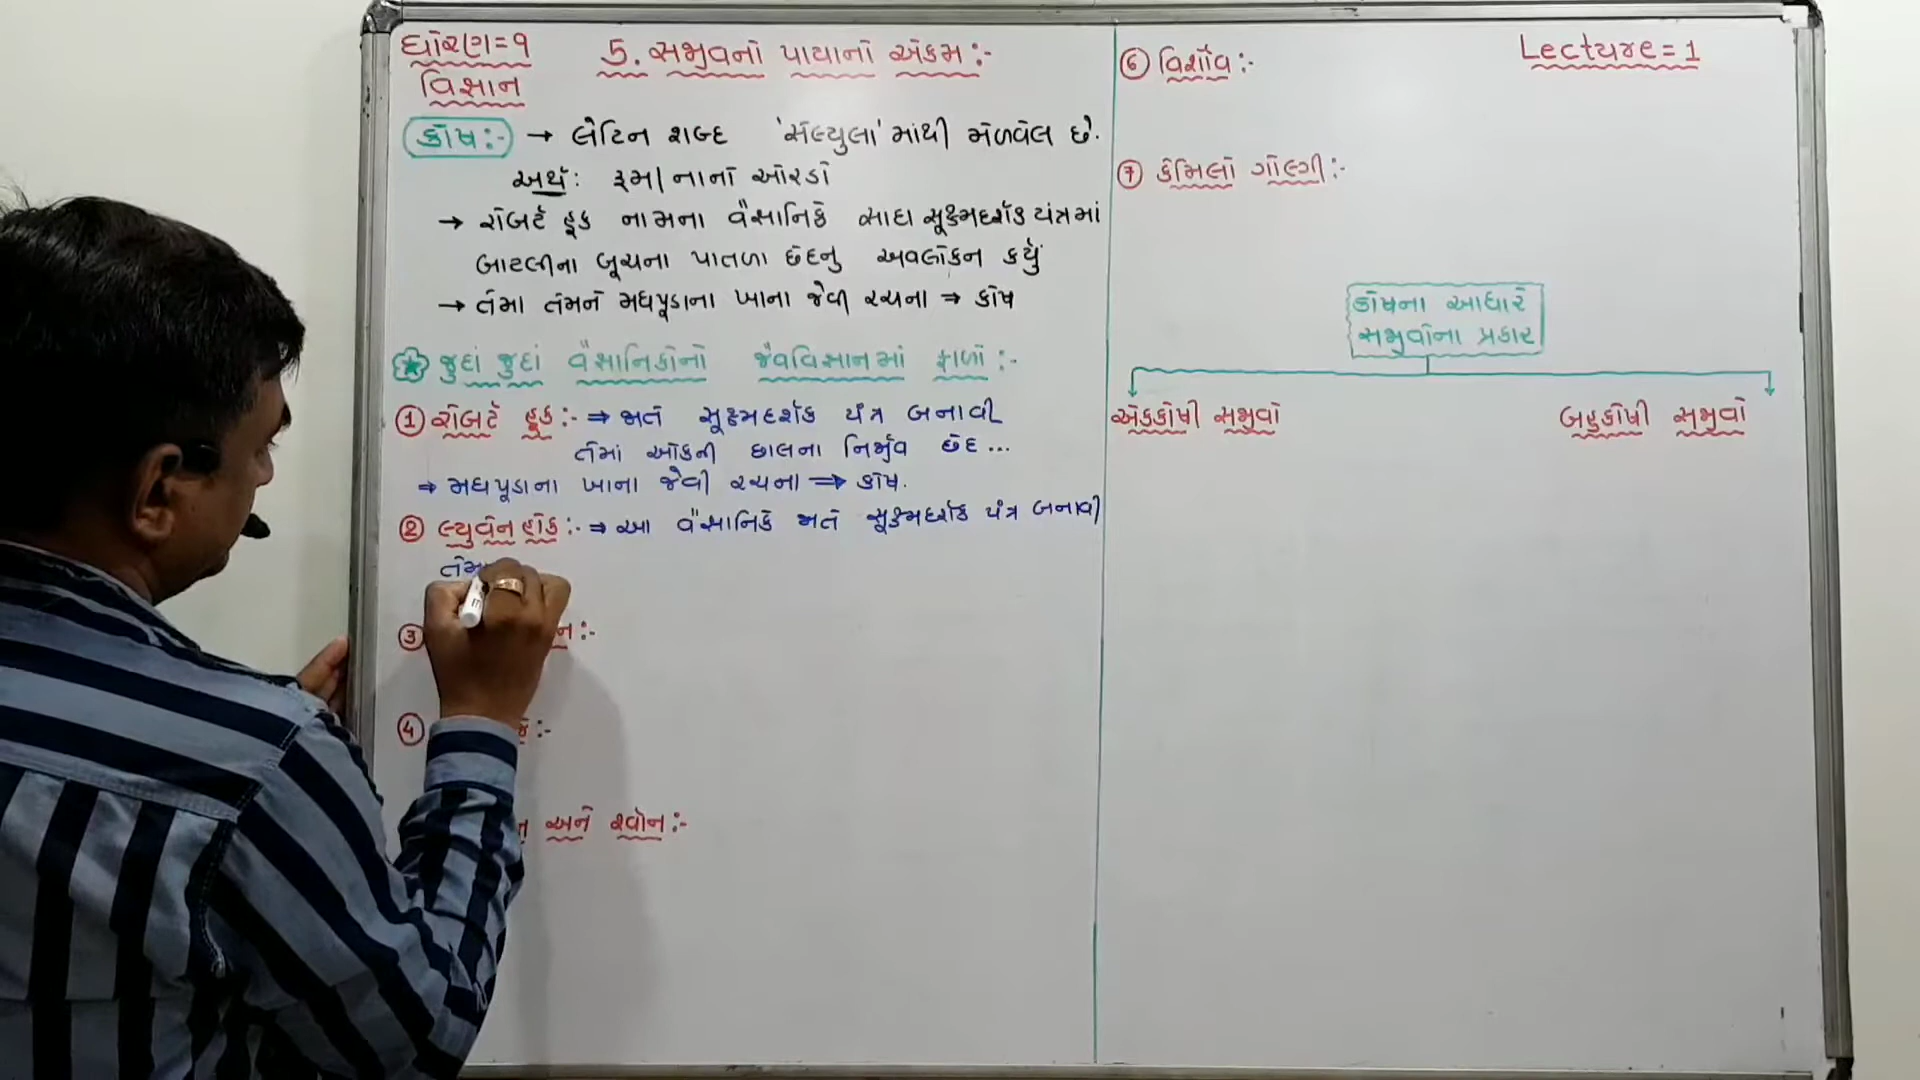 ધોરણ=૧
વિજ્ઞાન
5. સજીવનો પાયાનો એકમ:-
કોષ:- → લેટિન શબ્દ 'સેલ્યુલા' માંથી મેળવેલ છે.
અર્થ: રૂમ/નાનો ઓરડો
→ રોબર્ટ હૂક નામના વૈજ્ઞાનિકે સાદા સૂક્ષ્મદર્શક યંત્રમાં
બાટલીના બૂચના પાતળા છેદનુ અવલોકન કર્યું
→ તેમા તેમને મધપૂડાના ખાના જેવી રચના ⇒ કોષ
જુદાં જુદાં વૈજ્ઞાનિકોનો જૈવવિજ્ઞાનમાં ફાળો:-
① રોબર્ટ હૂક:- ⇒ જાતે સૂક્ષ્મદર્શક યંત્ર બનાવી
તેમાં ઓકની છાલના નિર્જીવ છેદ...
⇒ મધપૂડાના ખાના જેવી રચના ⇒ કોષ.
② લ્યુવેન હોક:- ⇒ આ વૈજ્ઞાનિકે જાતે સૂક્ષ્મદર્શક યંત્ર બનાવી
તેમા
③ ન:-
④ :-
અને શ્વોન:-
Lecture = 1
⑥ વિર્શોવ:-
⑦ કેમિલો ગોલ્ગી:-
કોષના આધારે
સજીવોના પ્રકાર
એકકોષી સજીવો
બહુકોષી સજીવો